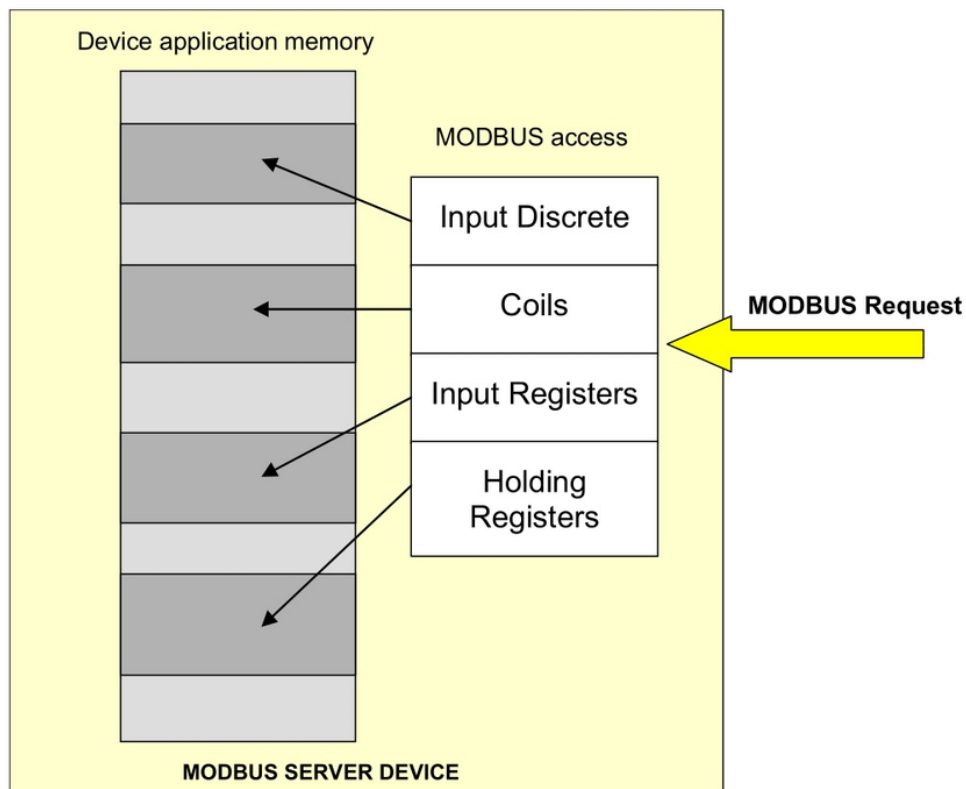 Device application memory
MODBUS access
Input Discrete
Coils
MODBUS Request
Input Registers
Holding
Registers
MODBUS SERVER DEVICE